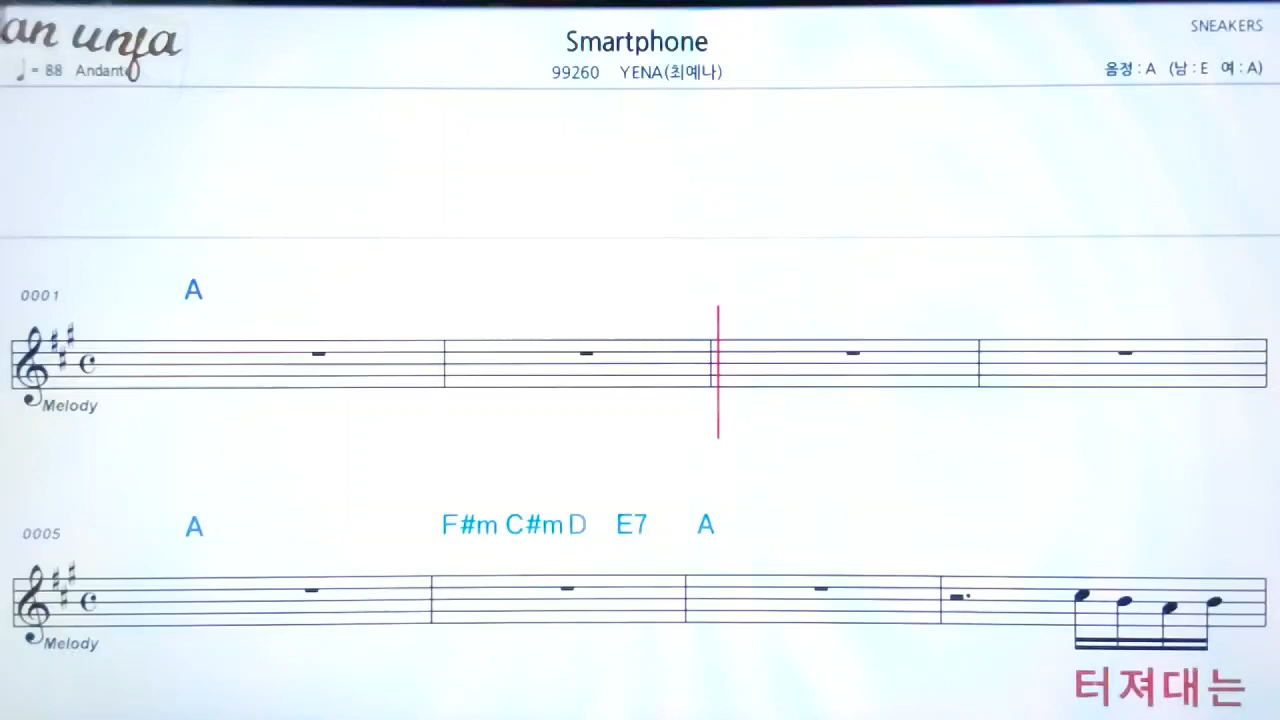 an unfa
SNEAKERS
Smartphone
♩ = 88 Andante
99260 YENA(최예나)
음정 : A (남 : E 여 : A)
0001
A
Melody
0005
A F#m C#m D E7 A
Melody
터져대는